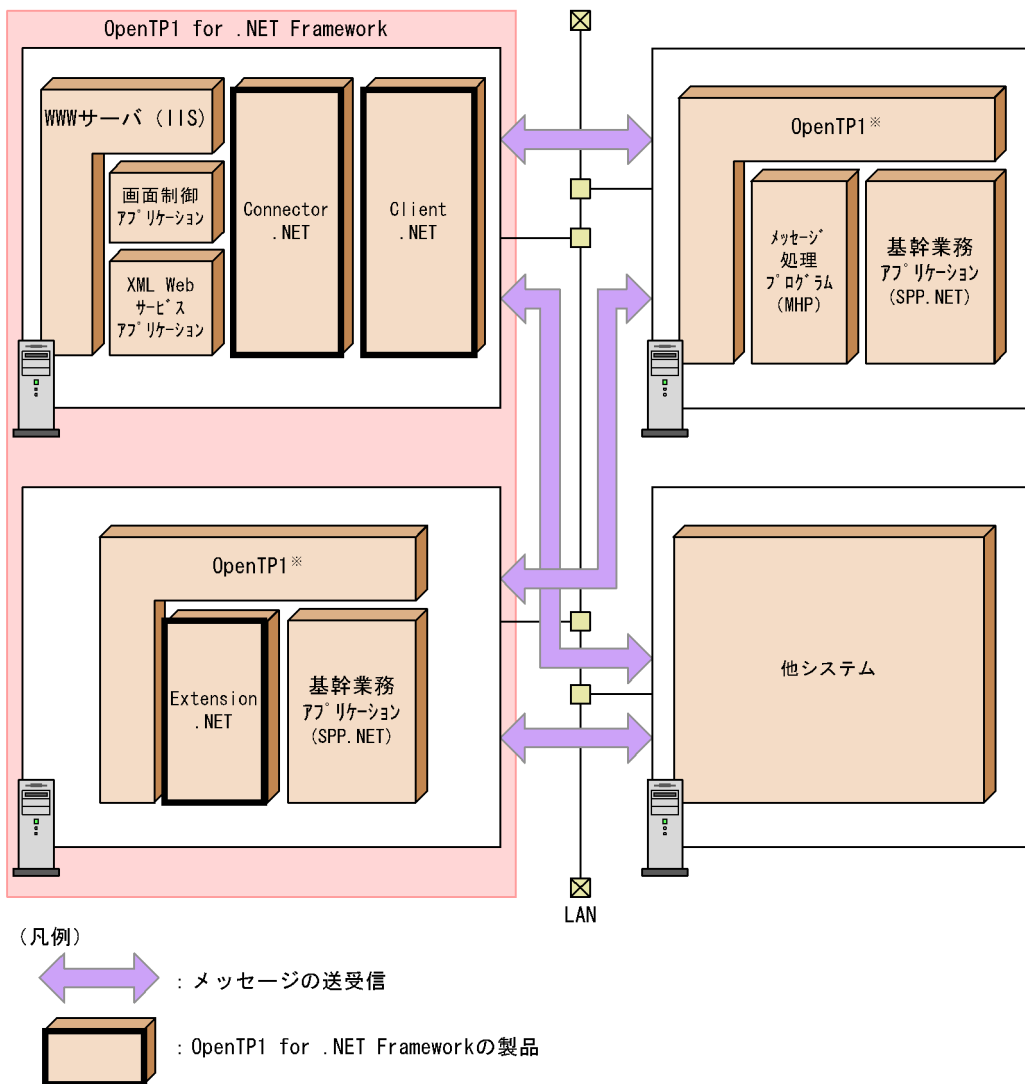 OpenTP1 for .NET Framework
WWWサーバ (IIS)
画面制御
ｱﾌﾟﾘｹｰｼｮﾝ
XML Web
ｻｰﾋﾞｽ
ｱﾌﾟﾘｹｰｼｮﾝ
Connector
.NET
Client
.NET
OpenTP1※
ﾒｯｾｰｼﾞ
処理
ﾌﾟﾛｸﾞﾗﾑ
(MHP)
基幹業務
ｱﾌﾟﾘｹｰｼｮﾝ
(SPP.NET)
OpenTP1※
Extension
.NET
基幹業務
ｱﾌﾟﾘｹｰｼｮﾝ
(SPP.NET)
他システム
LAN
(凡例)
：メッセージの送受信
：OpenTP1 for .NET Frameworkの製品